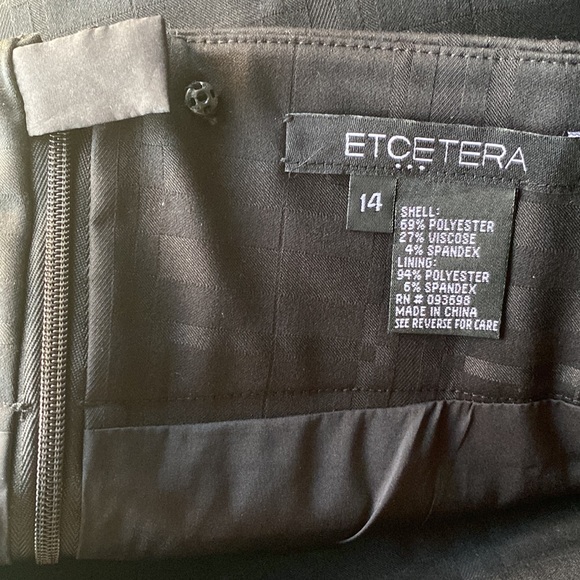 ETCETERA
14
SHELL:
69% POLYESTER
27% VISCOSE
4% SPANDEX
LINING:
94% POLYESTER
6% SPANDEX
RN # 093698
MADE IN CHINA
SEE REVERSE FOR CARE